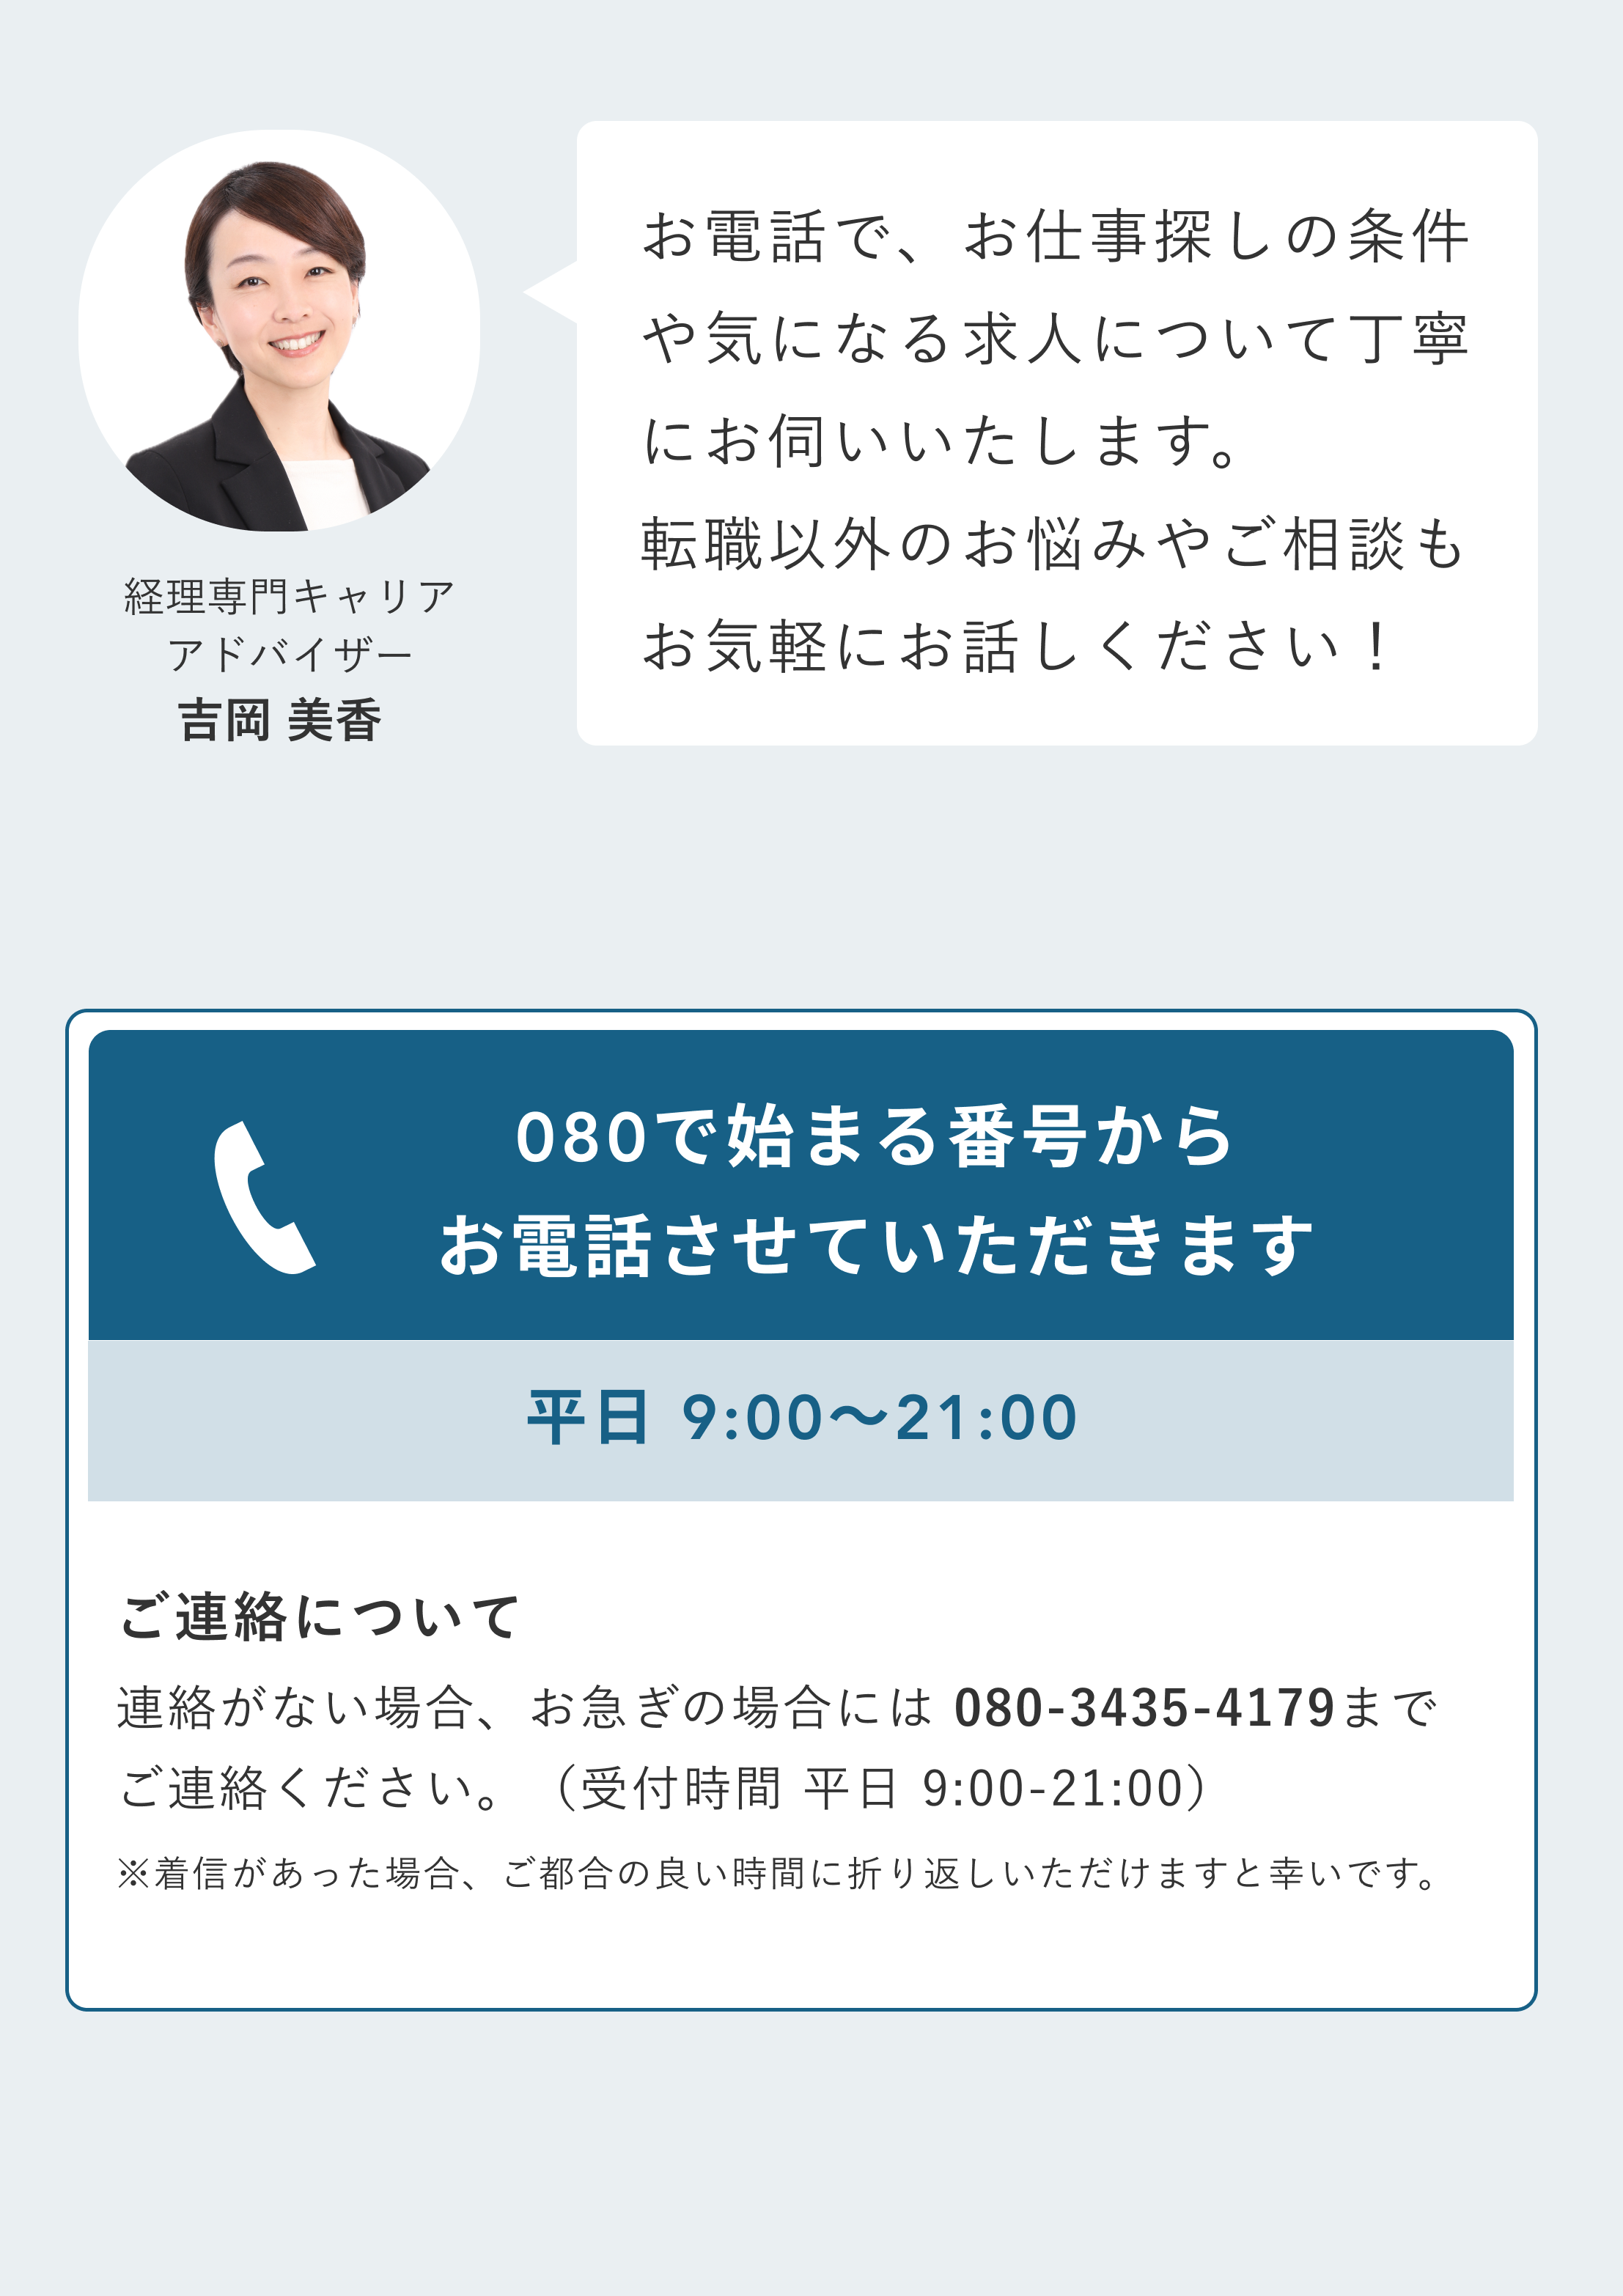 お電話で、お仕事探しの条件
や気になる求人について丁寧
にお伺いいたします。
転職以外のお悩みやご相談も
お気軽にお話しください！
経理専門キャリア
アドバイザー
吉岡 美香
080で始まる番号から
お電話させていただきます
平日 9:00〜21:00
ご連絡について
連絡がない場合、お急ぎの場合には 080-3435-4179まで
ご連絡ください。（受付時間 平日 9:00-21:00）
※着信があった場合、ご都合の良い時間に折り返しいただけますと幸いです。